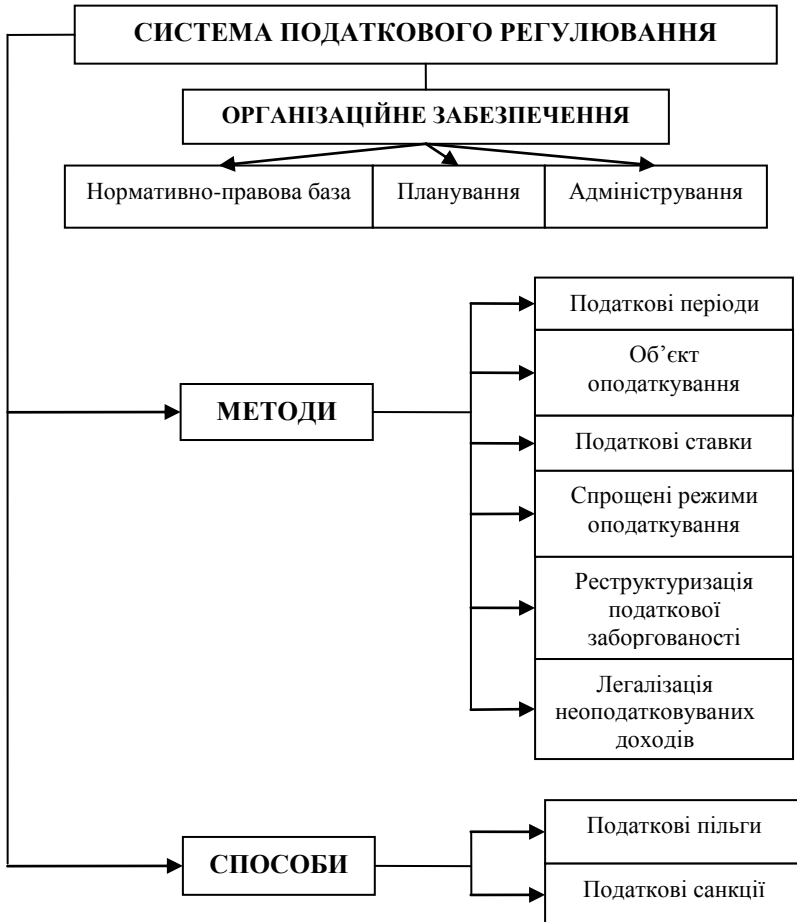 СИСТЕМА ПОДАТКОВОГО РЕГУЛЮВАННЯ
ОРГАНІЗАЦІЙНЕ ЗАБЕЗПЕЧЕННЯ
Нормативно-правова база
Планування
Адміністрування
Податкові періоди
Об’єкт
оподаткування
МЕТОДИ
Податкові ставки
Спрощені режими
оподаткування
Реструктуризація
податкової
заборгованості
Легалізація
неоподатковуваних
доходів
Податкові пільги
СПОСОБИ
Податкові санкції